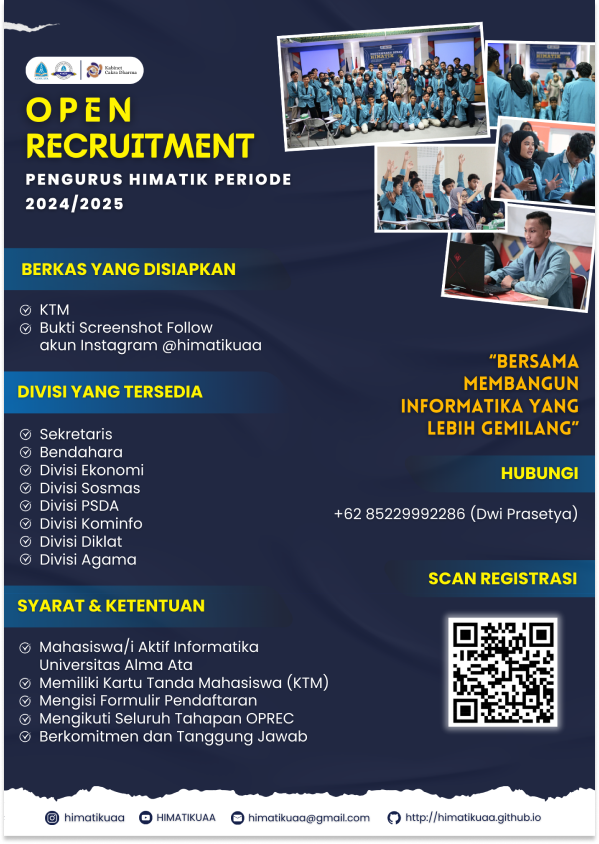 Kabinet
Cakra Dharma
OPEN
RECRUITMENT
PENGURUS HIMATIK PERIODE
2024/2025
BERKAS YANG DISIAPKAN
KTM
Bukti Screenshot Follow
akun Instagram @himatikuaa
DIVISI YANG TERSEDIA
Sekretaris
Bendahara
Divisi Ekonomi
Divisi Sosmas
Divisi PSDA
Divisi Kominfo
Divisi Diklat
Divisi Agama
SYARAT & KETENTUAN
Mahasiswa/i Aktif Informatika
Universitas Alma Ata
Memiliki Kartu Tanda Mahasiswa (KTM)
Mengisi Formulir Pendaftaran
Mengikuti Seluruh Tahapan OPREC
Berkomitmen dan Tanggung Jawab
HIMATIK
“BERSAMA
MEMBANGUN
INFORMATIKA YANG
LEBIH GEMILANG”
HUBUNGI
+62 85229992286 (Dwi Prasetya)
SCAN REGISTRASI
himatikuaa
HIMATIKUAA
himatikuaa@gmail.com
http://himatikuaa.github.io